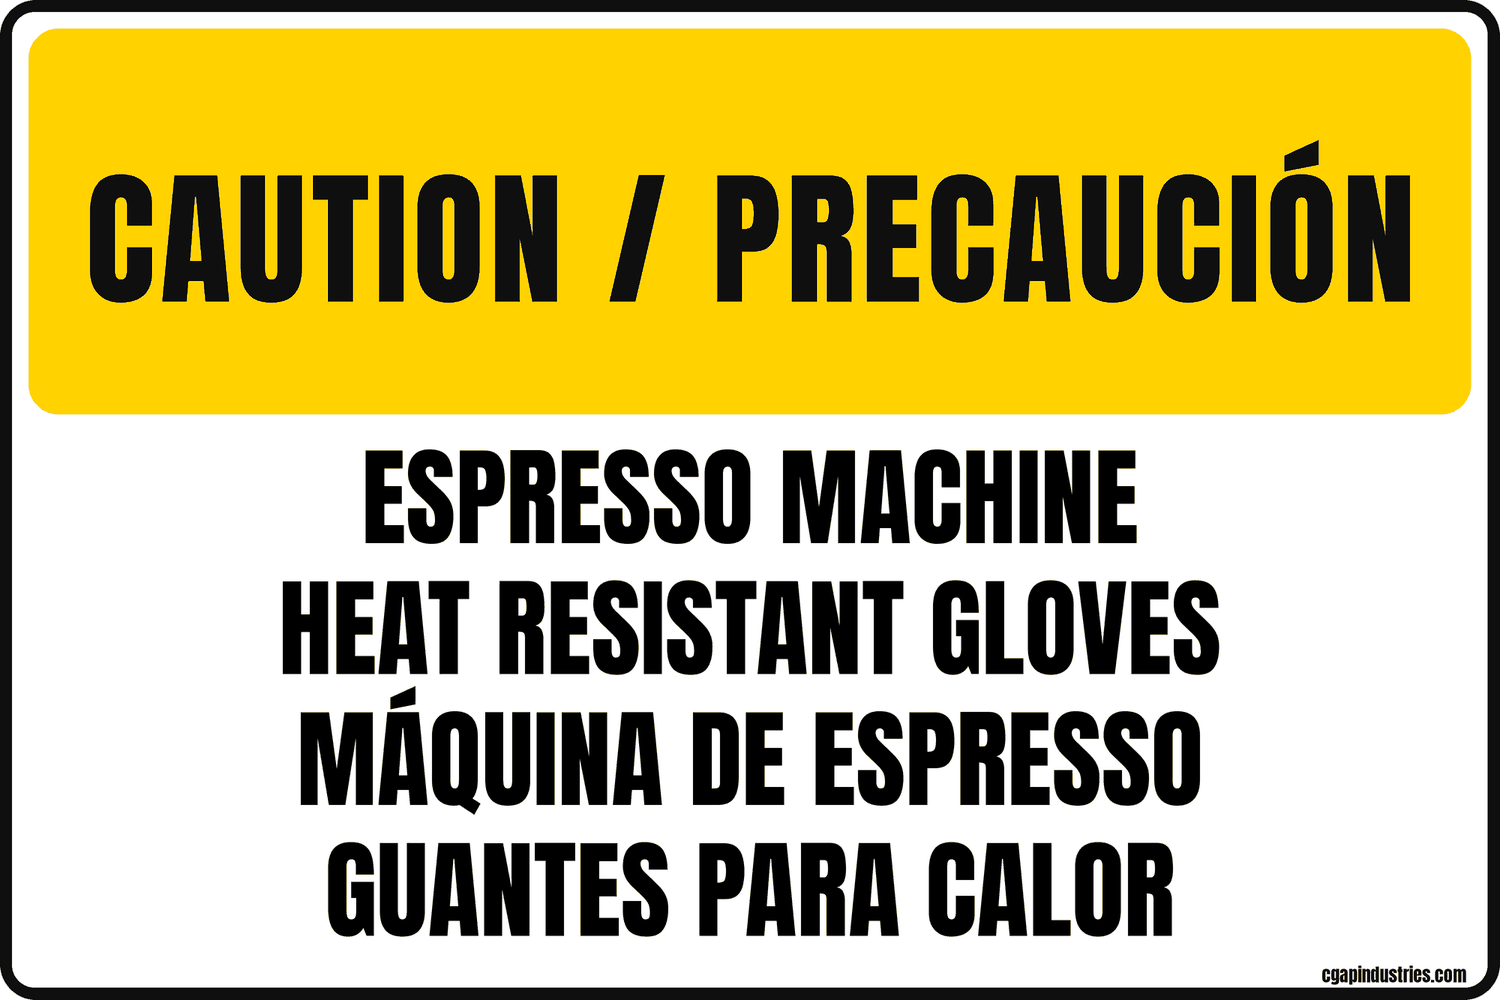 CAUTION / PRECAUCIÓN
ESPRESSO MACHINE
HEAT RESISTANT GLOVES
MÁQUINA DE ESPRESSO
GUANTES PARA CALOR
cgapindustries.com